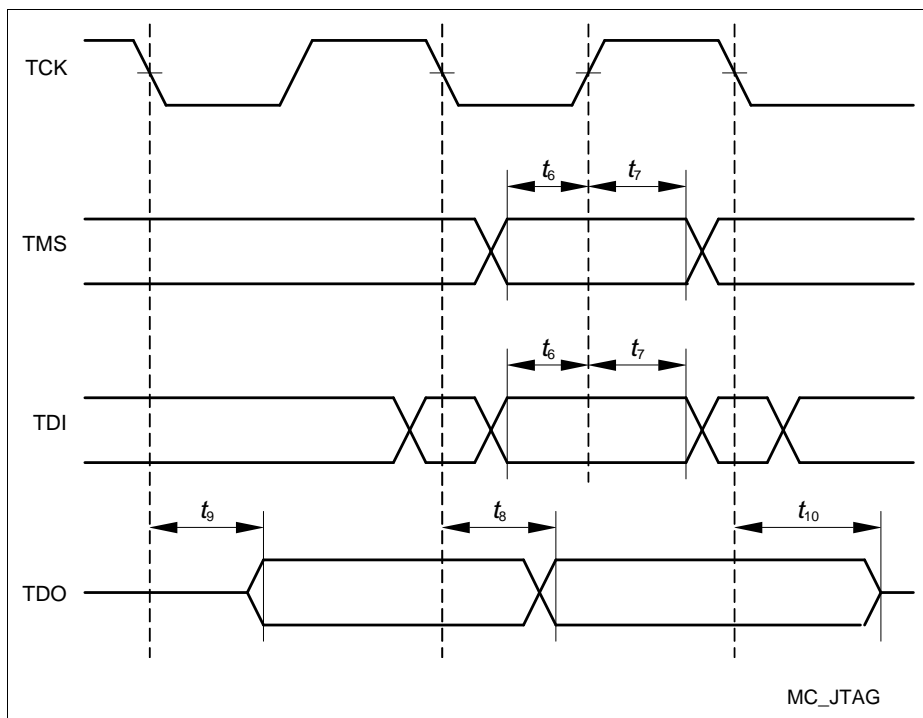 TCK
t6 t7
TMS
t6 t7
TDI
t9 t8 t10
TDO
MC_JTAG